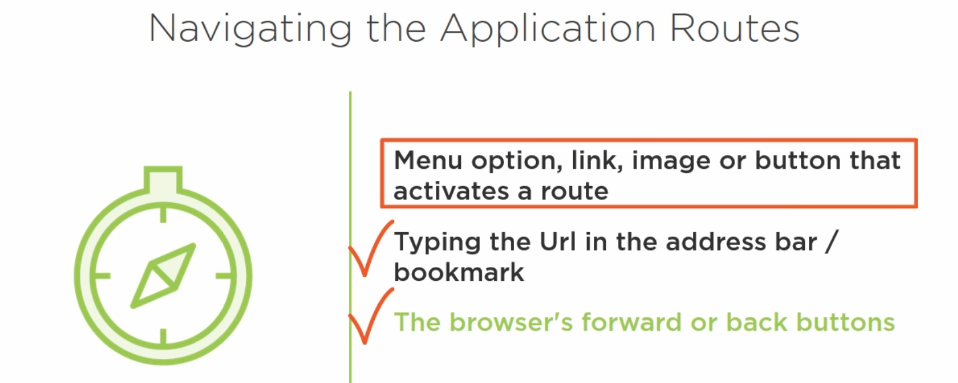 Navigating the Application Routes
Menu option, link, image or button that
activates a route
Typing the Url in the address bar /
bookmark
The browser's forward or back buttons